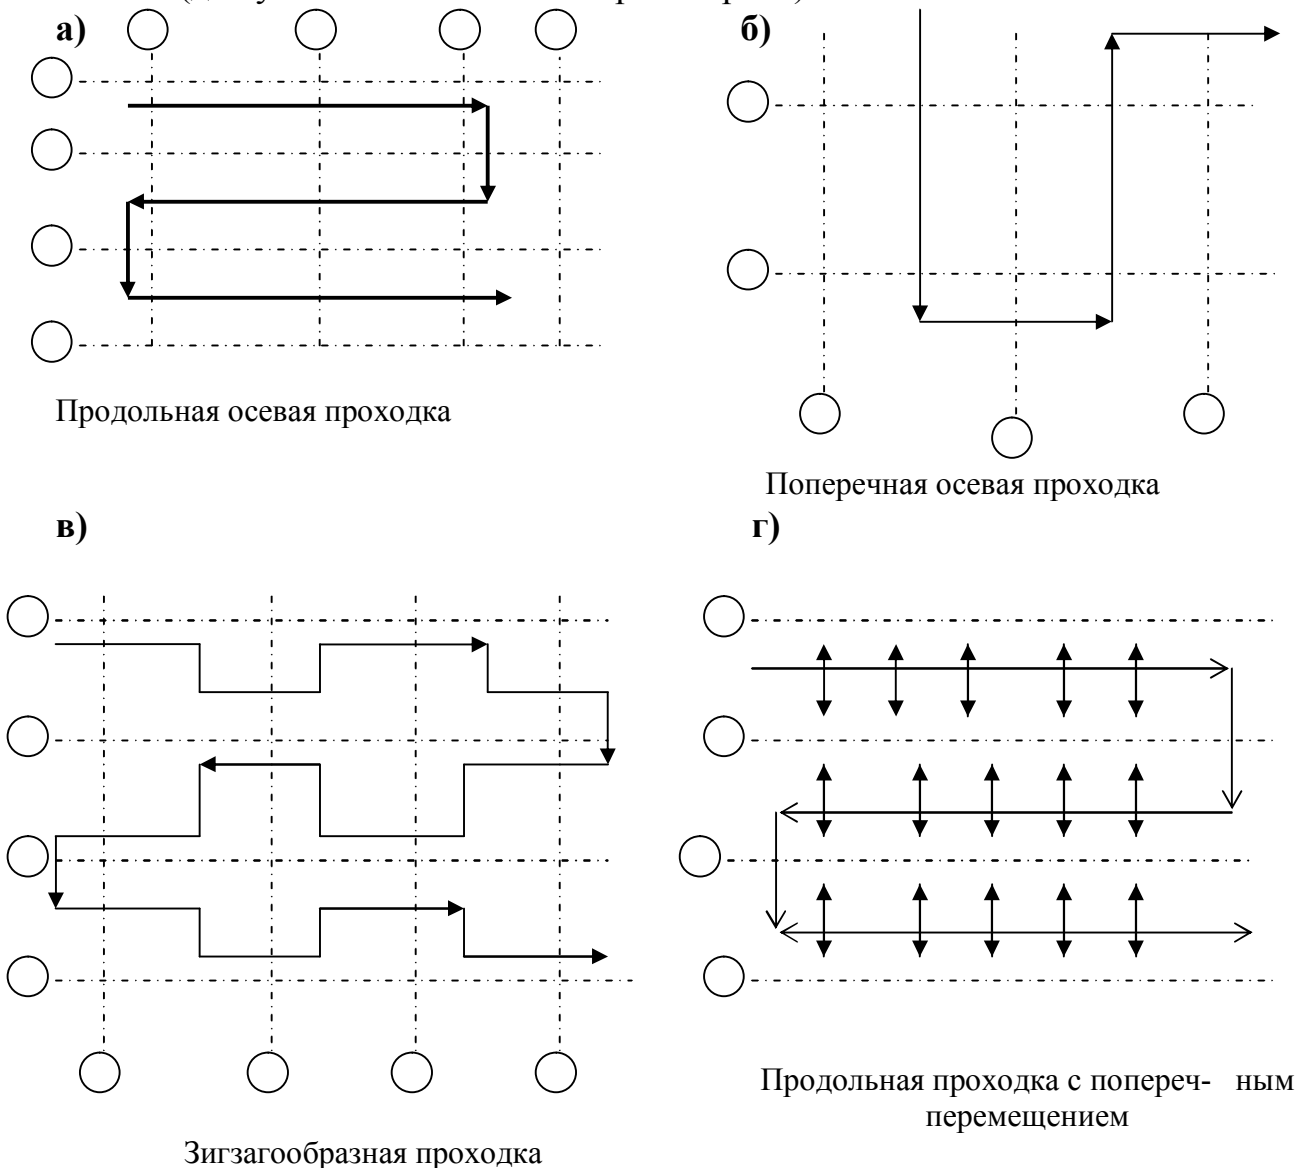 а)
б)
Продольная осевая проходка
Поперечная осевая проходка
в)
г)
Продольная проходка с попереч- ным
перемещением
Зигзагообразная проходка